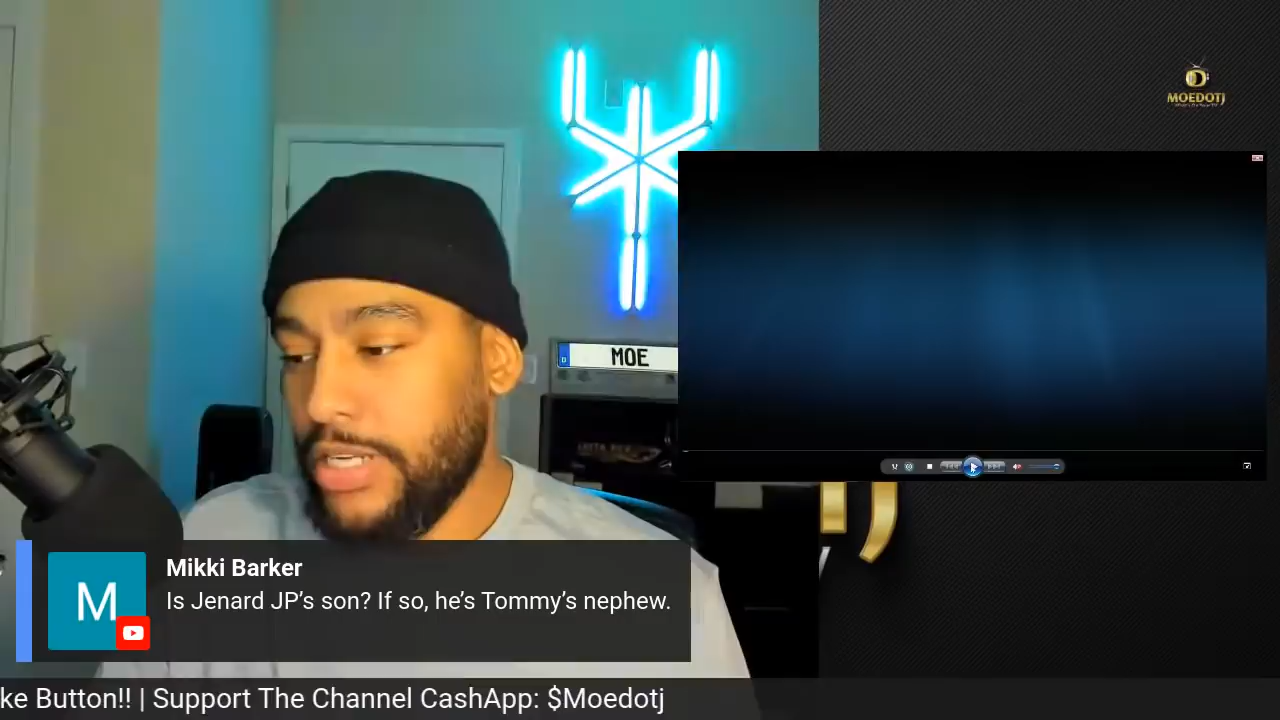 MOEDOTJ
MOE
D
Mikki Barker
Is Jenard JP’s son? If so, he’s Tommy’s nephew.
M
ke Button!! | Support The Channel CashApp: $Moedotj